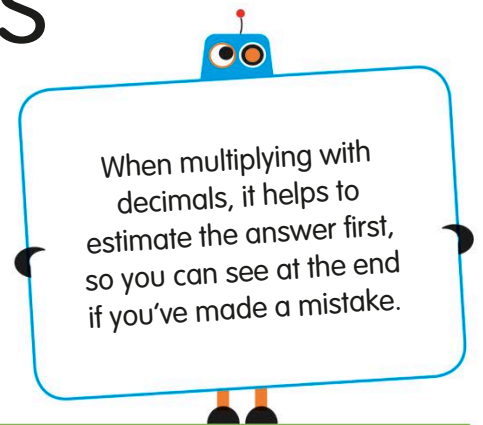 s
When multiplying with
decimals, it helps to
estimate the answer first,
so you can see at the end
if you've made a mistake.